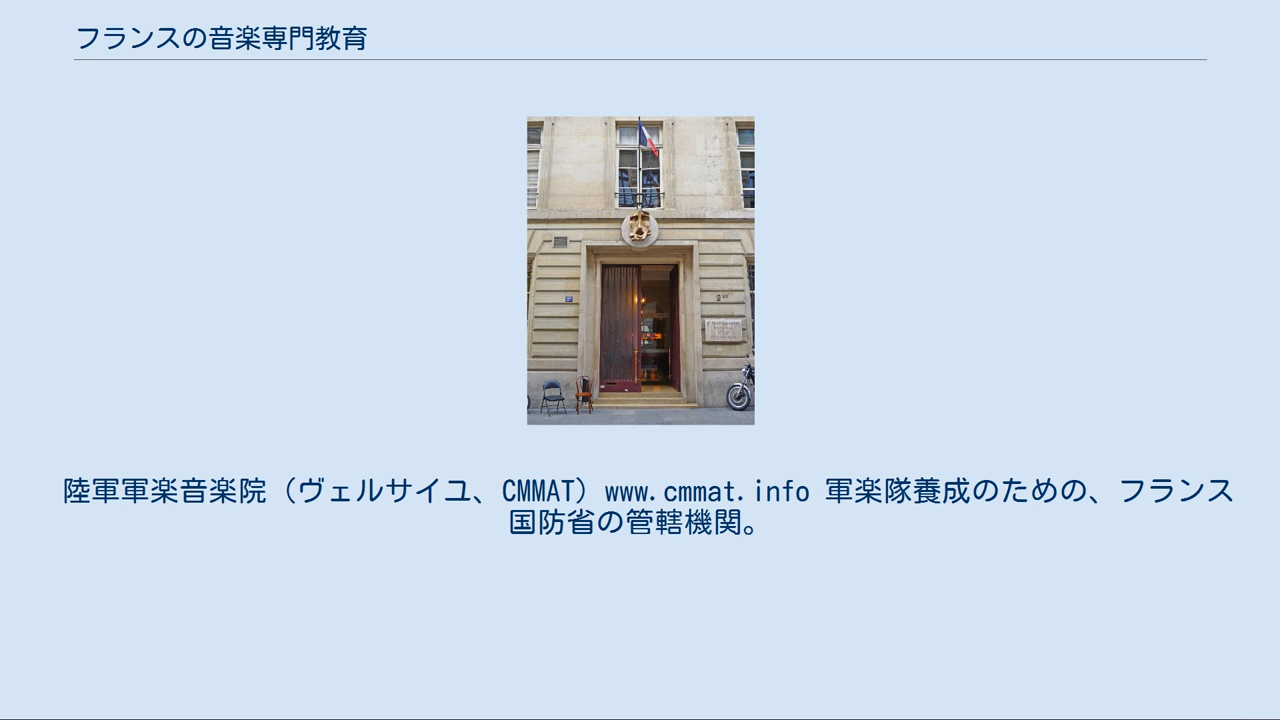 フランスの音楽専門教育
陸軍軍楽音楽院（ヴェルサイユ、CMMAT）www.cmmat.info 軍楽隊養成のための、フランス
国防省の管轄機関。